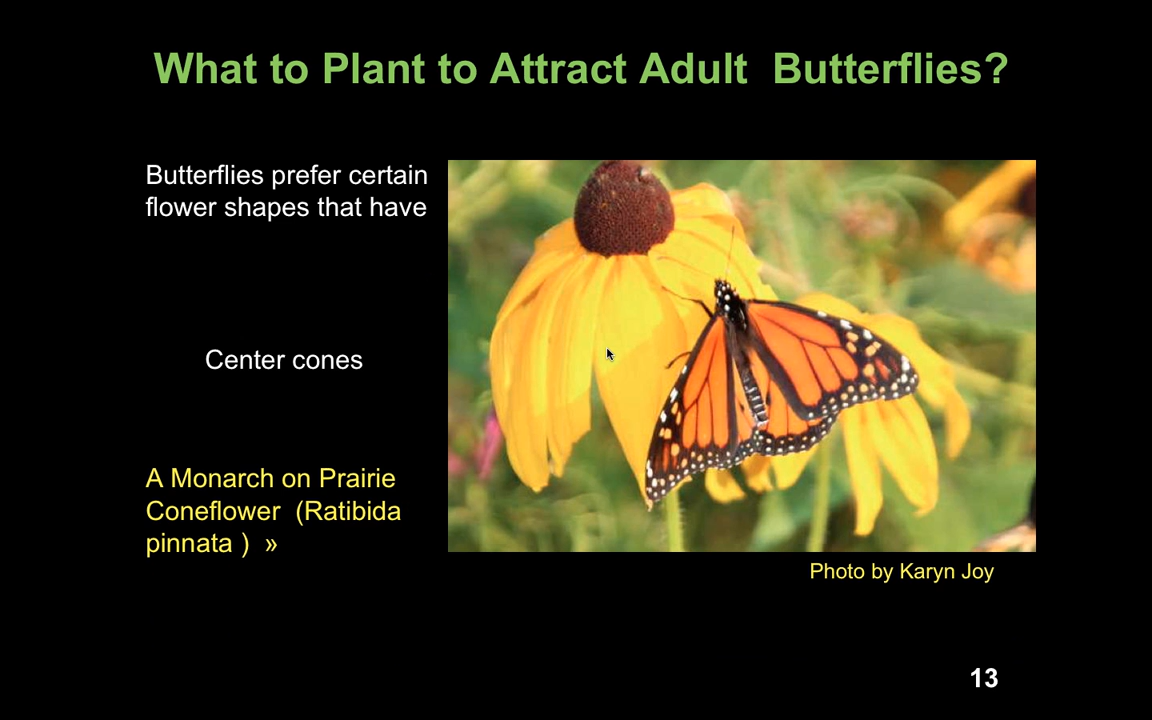 What to Plant to Attract Adult  Butterflies?
Butterflies prefer certain
flower shapes that have
Center cones
A Monarch on Prairie
Coneflower  (Ratibida
pinnata )  »
Photo by Karyn Joy
13